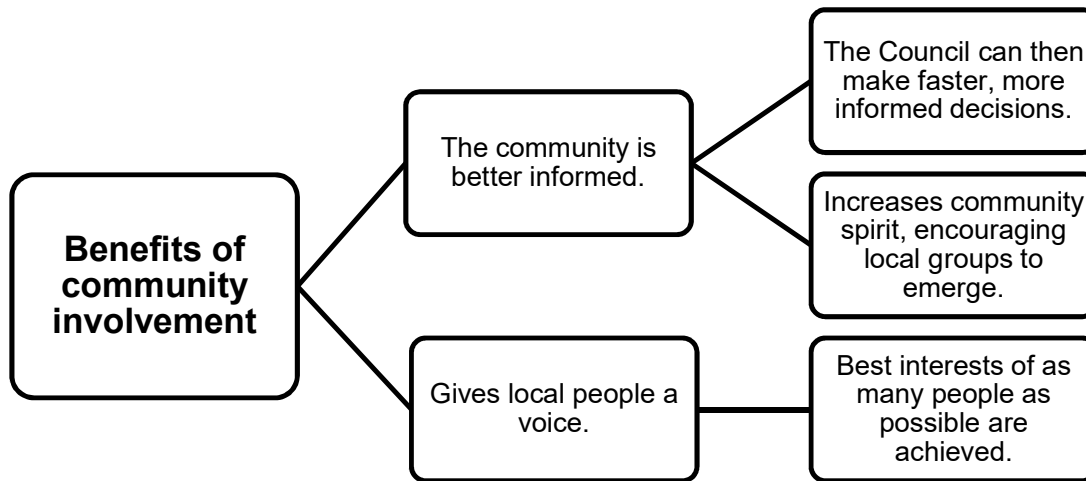 Benefits of
community
involvement
The community is
better informed.
The Council can then
make faster, more
informed decisions.
Increases community
spirit, encouraging
local groups to
emerge.
Gives local people a
voice.
Best interests of as
many people as
possible are
achieved.